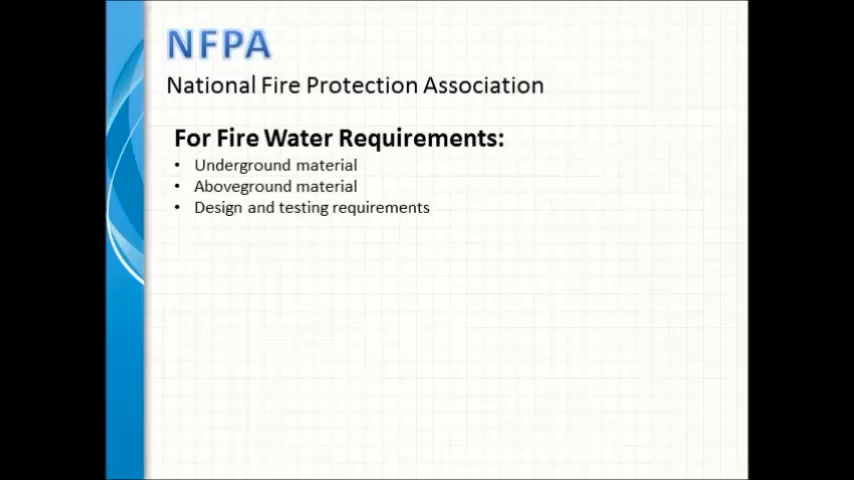 NFPA
National Fire Protection Association
For Fire Water Requirements:
• Underground material
• Aboveground material
• Design and testing requirements